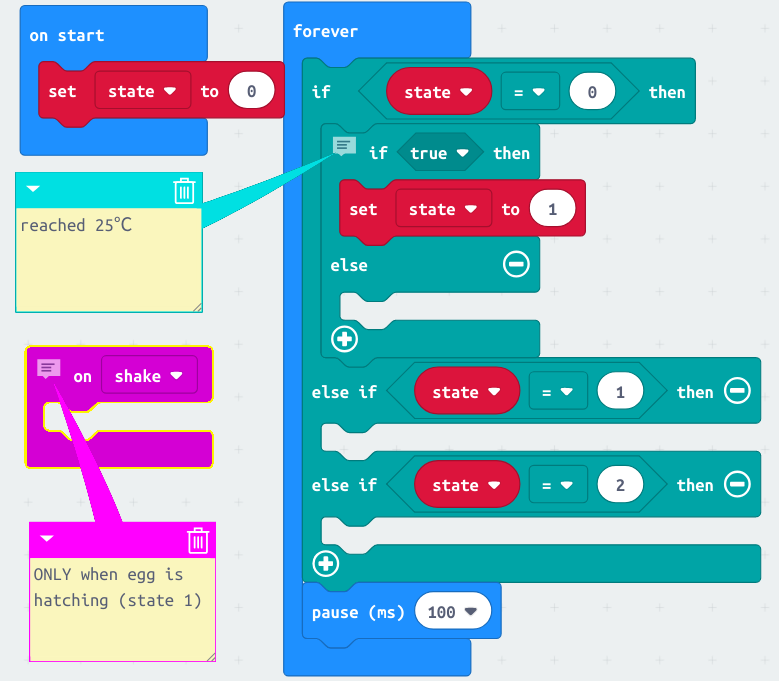 on start
set state to 0
reached 25℃
on shake
ONLY when egg is
hatching (state 1)
forever
if state = 0 then
if true then
set state to 1
else
else if state = 1 then
else if state = 2 then
pause (ms) 100